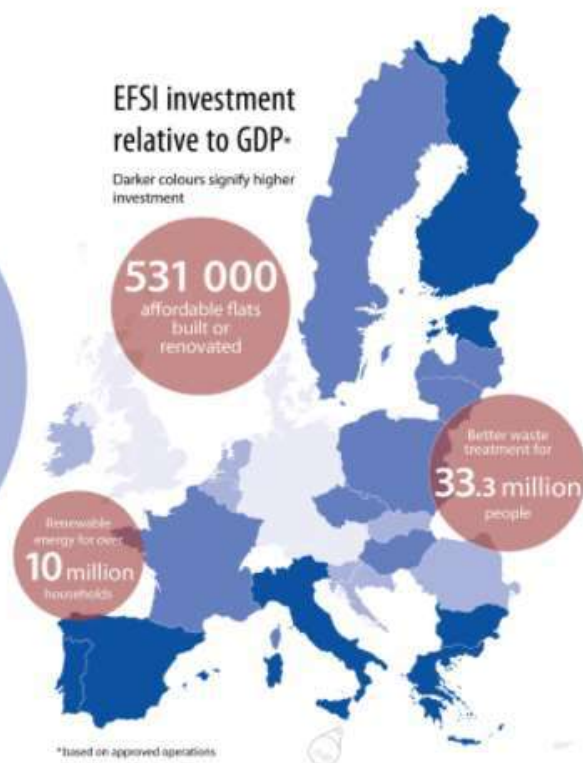 EFSI investment
relative to GDP*
Darker colours signify higher
investment
531 000
affordable flats
built or
renovated
Better waste
treatment for
33.3 million
people
Renewable
energy for over
10 million
households
*based on approved operations